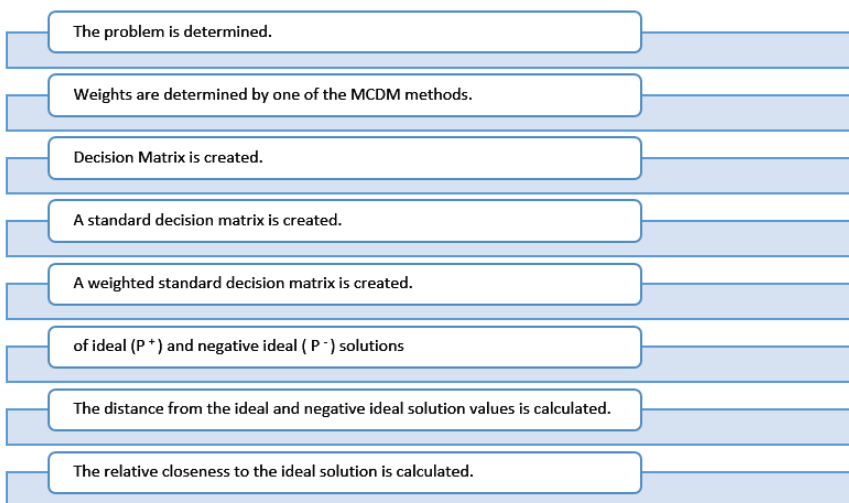 The problem is determined.
Weights are determined by one of the MCDM methods.
Decision Matrix is created.
A standard decision matrix is created.
A weighted standard decision matrix is created.
of ideal (P ⁺ ) and negative ideal ( P ⁻ ) solutions
The distance from the ideal and negative ideal solution values is calculated.
The relative closeness to the ideal solution is calculated.